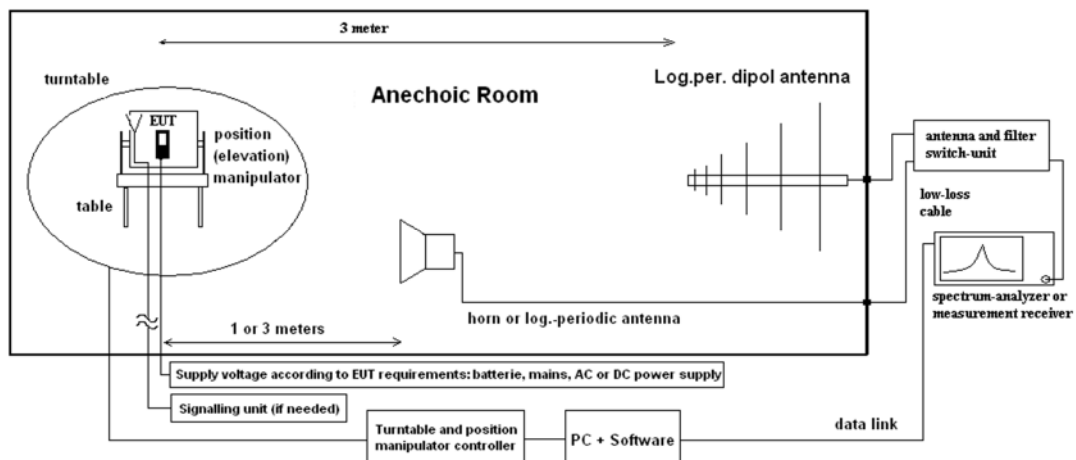 3 meter
turntable
Log.per. dipol antenna
Anechoic Room
EUT
position
(elevation)
manipulator
table
antenna and filter
switch-unit
low-loss
cable
spectrum-analyzer or
measurement receiver
horn or log.-periodic antenna
1 or 3 meters
Supply voltage according to EUT requirements: batterie, mains, AC or DC power supply
Signalling unit (if needed)
Turntable and position
manipulator controller
PC + Software
data link